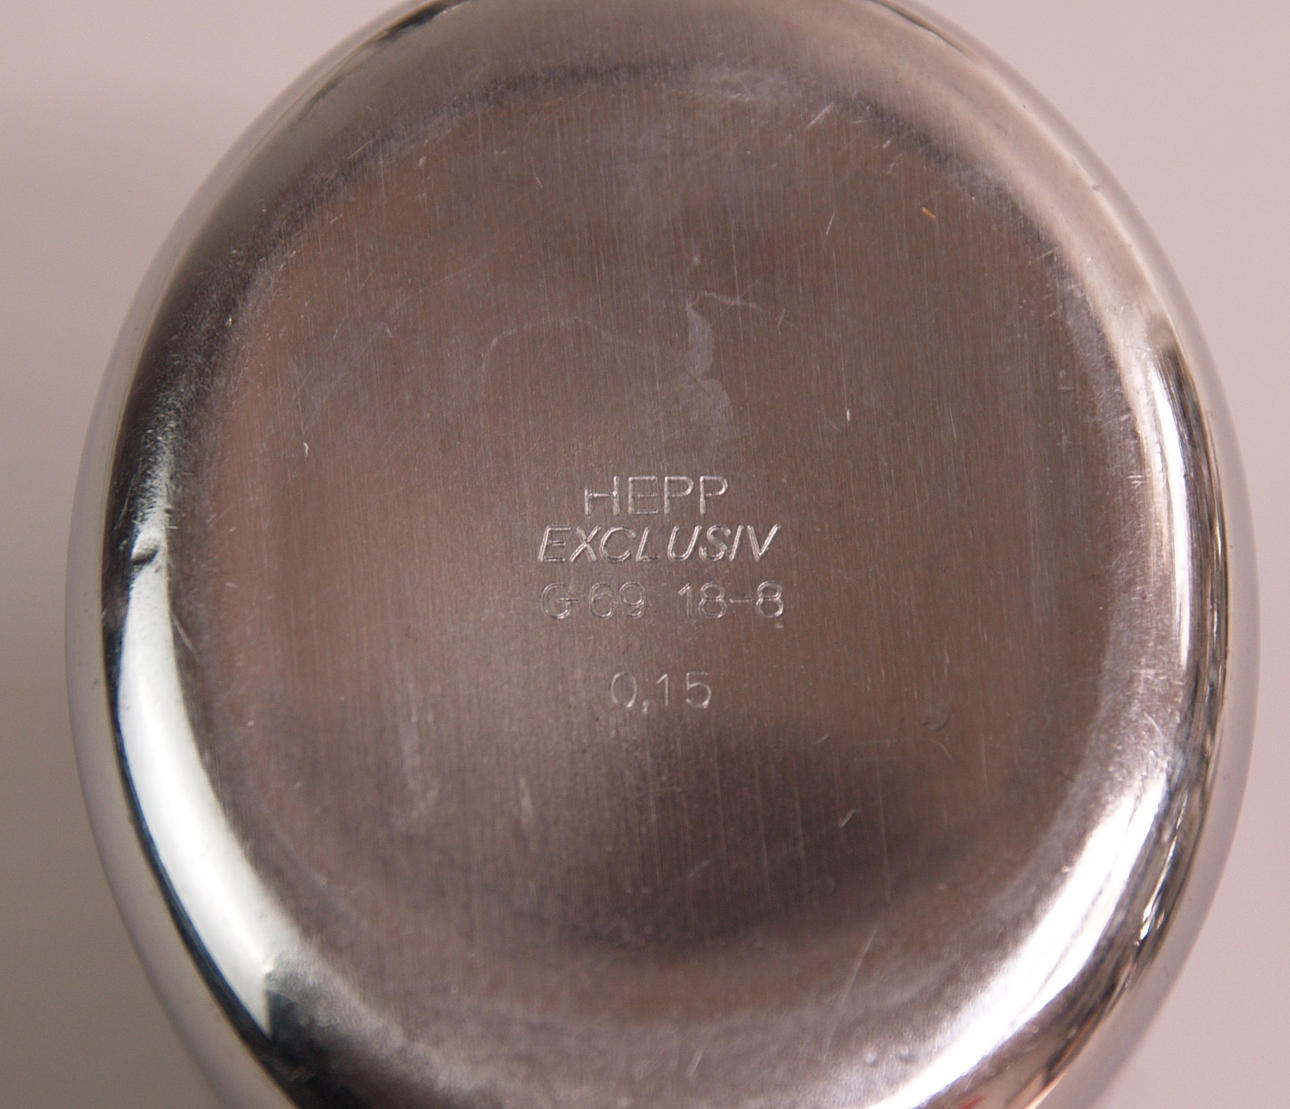 HEPP
EXCLUSIV
G 69 18-8
0,15